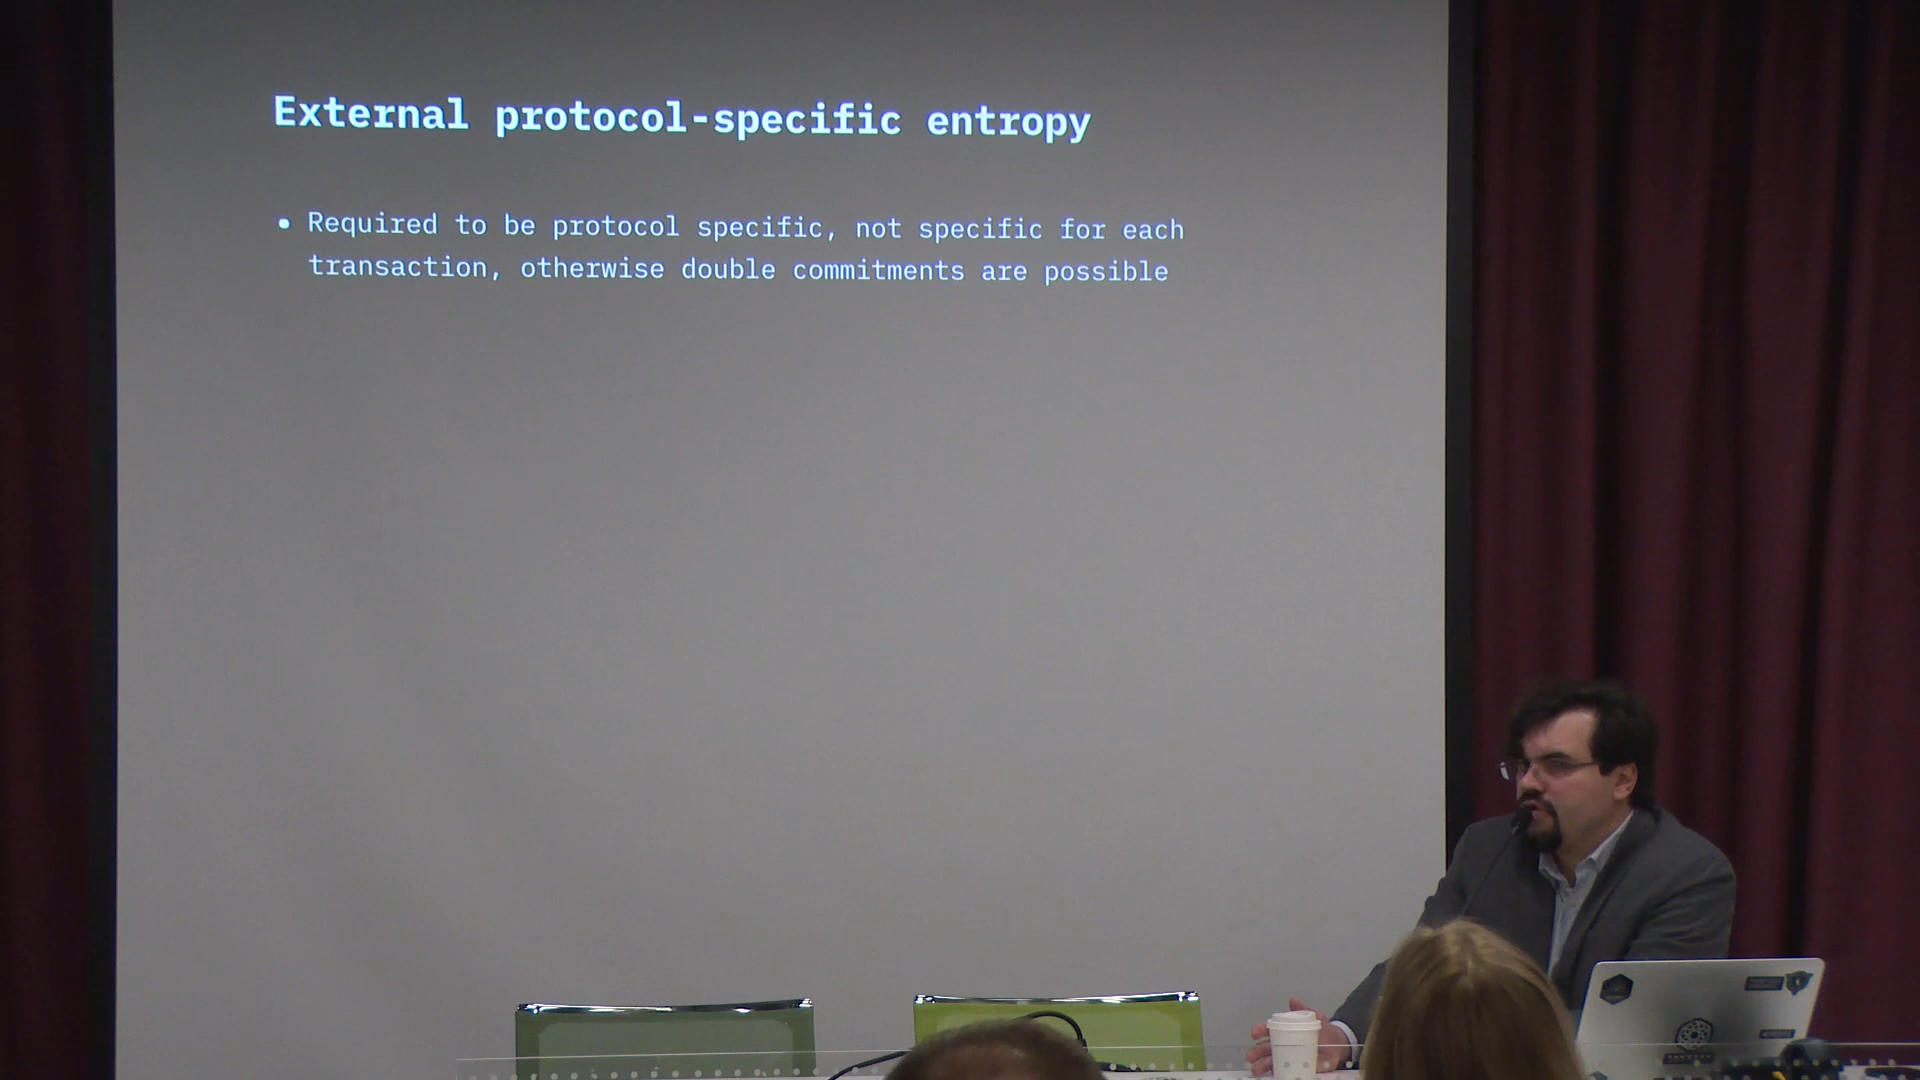 External protocol-specific entropy
• Required to be protocol specific, not specific for each
transaction, otherwise double commitments are possible